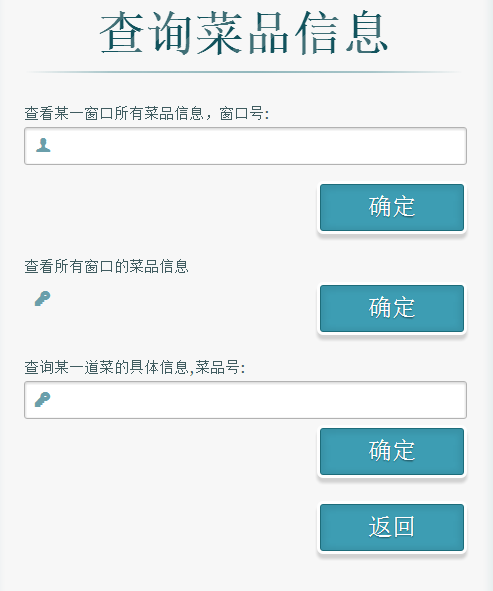 查询菜品信息
查看某一窗口所有菜品信息，窗口号:
确定
查看所有窗口的菜品信息
确定
查询某一道菜的具体信息,菜品号:
确定
返回